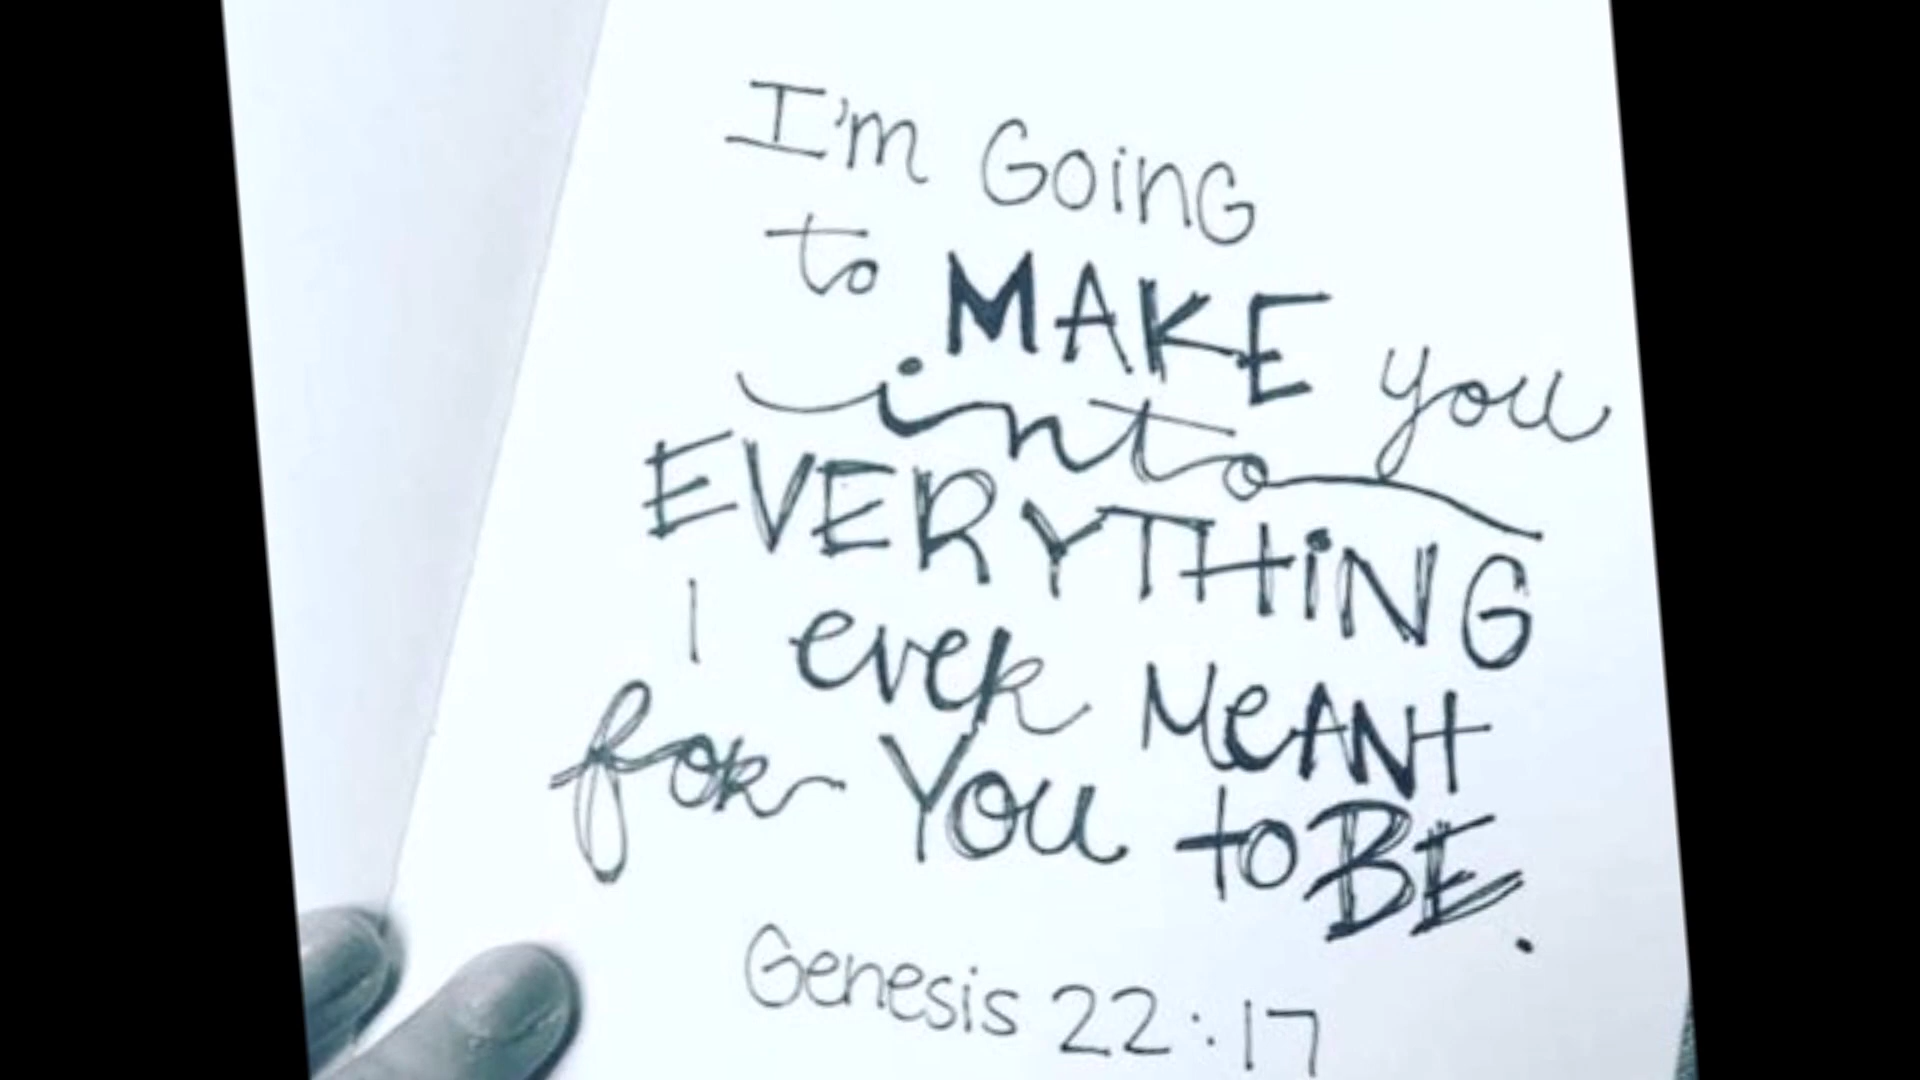 I'm GoinG
to MAKE you
into
EVERYTHiNG
I ever MeANt
for You to BE.
Genesis 22:17